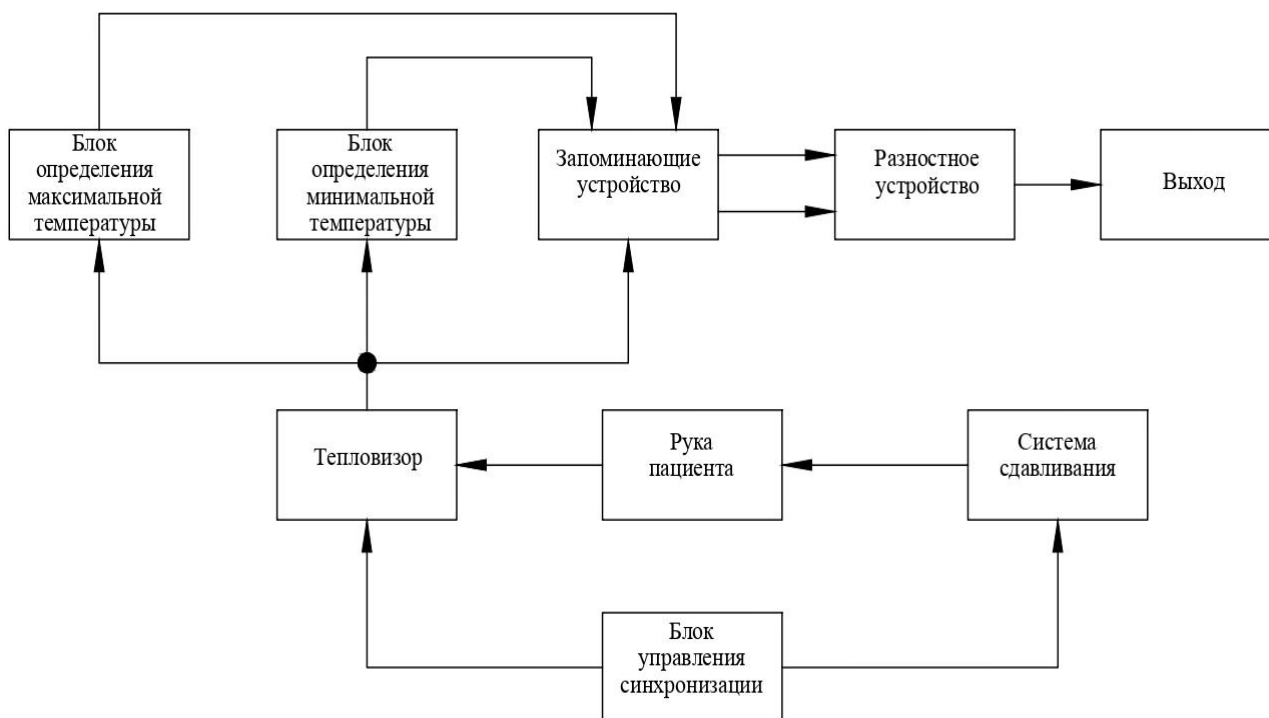 Блок
определения
максимальной
температуры
Блок
определения
минимальной
температуры
Запоминающие
устройство
Разностное
устройство
Выход
Тепловизор
Рука
пациента
Система
сдавливания
Блок
управления
синхронизации